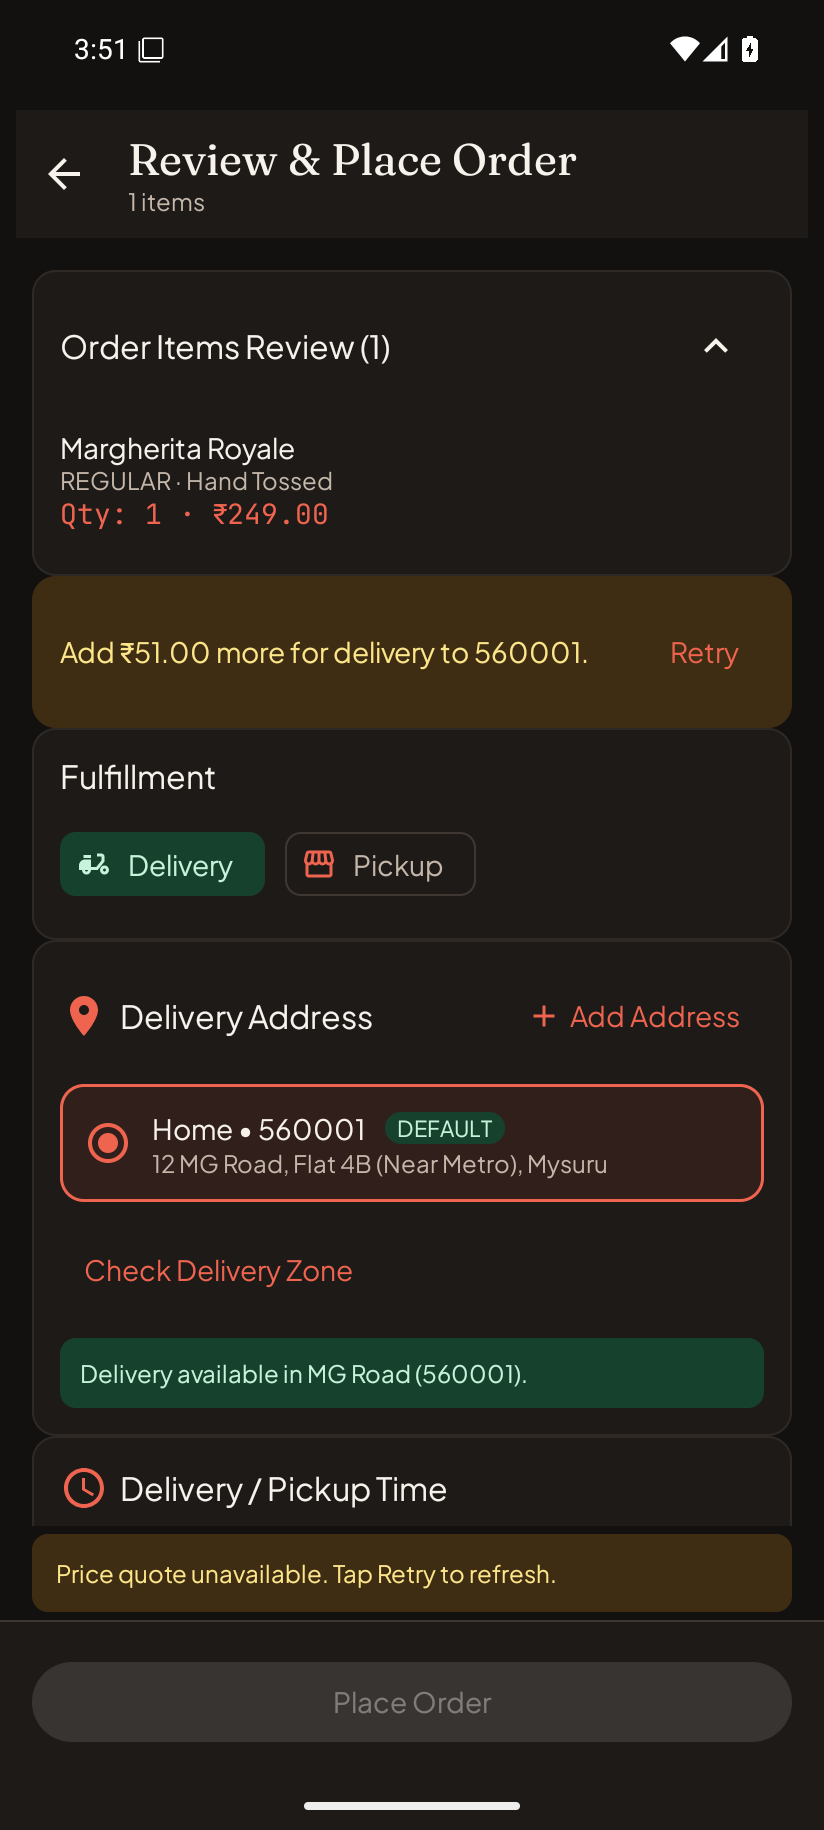 3:51
Review & Place Order
1 items
Order Items Review (1)
Margherita Royale
REGULAR · Hand Tossed
Qty: 1 · ₹249.00
Add ₹51.00 more for delivery to 560001.
Retry
Fulfillment
Delivery
Pickup
Delivery Address
+ Add Address
Home • 560001 DEFAULT
12 MG Road, Flat 4B (Near Metro), Mysuru
Check Delivery Zone
Delivery available in MG Road (560001).
Delivery / Pickup Time
Price quote unavailable. Tap Retry to refresh.
Place Order